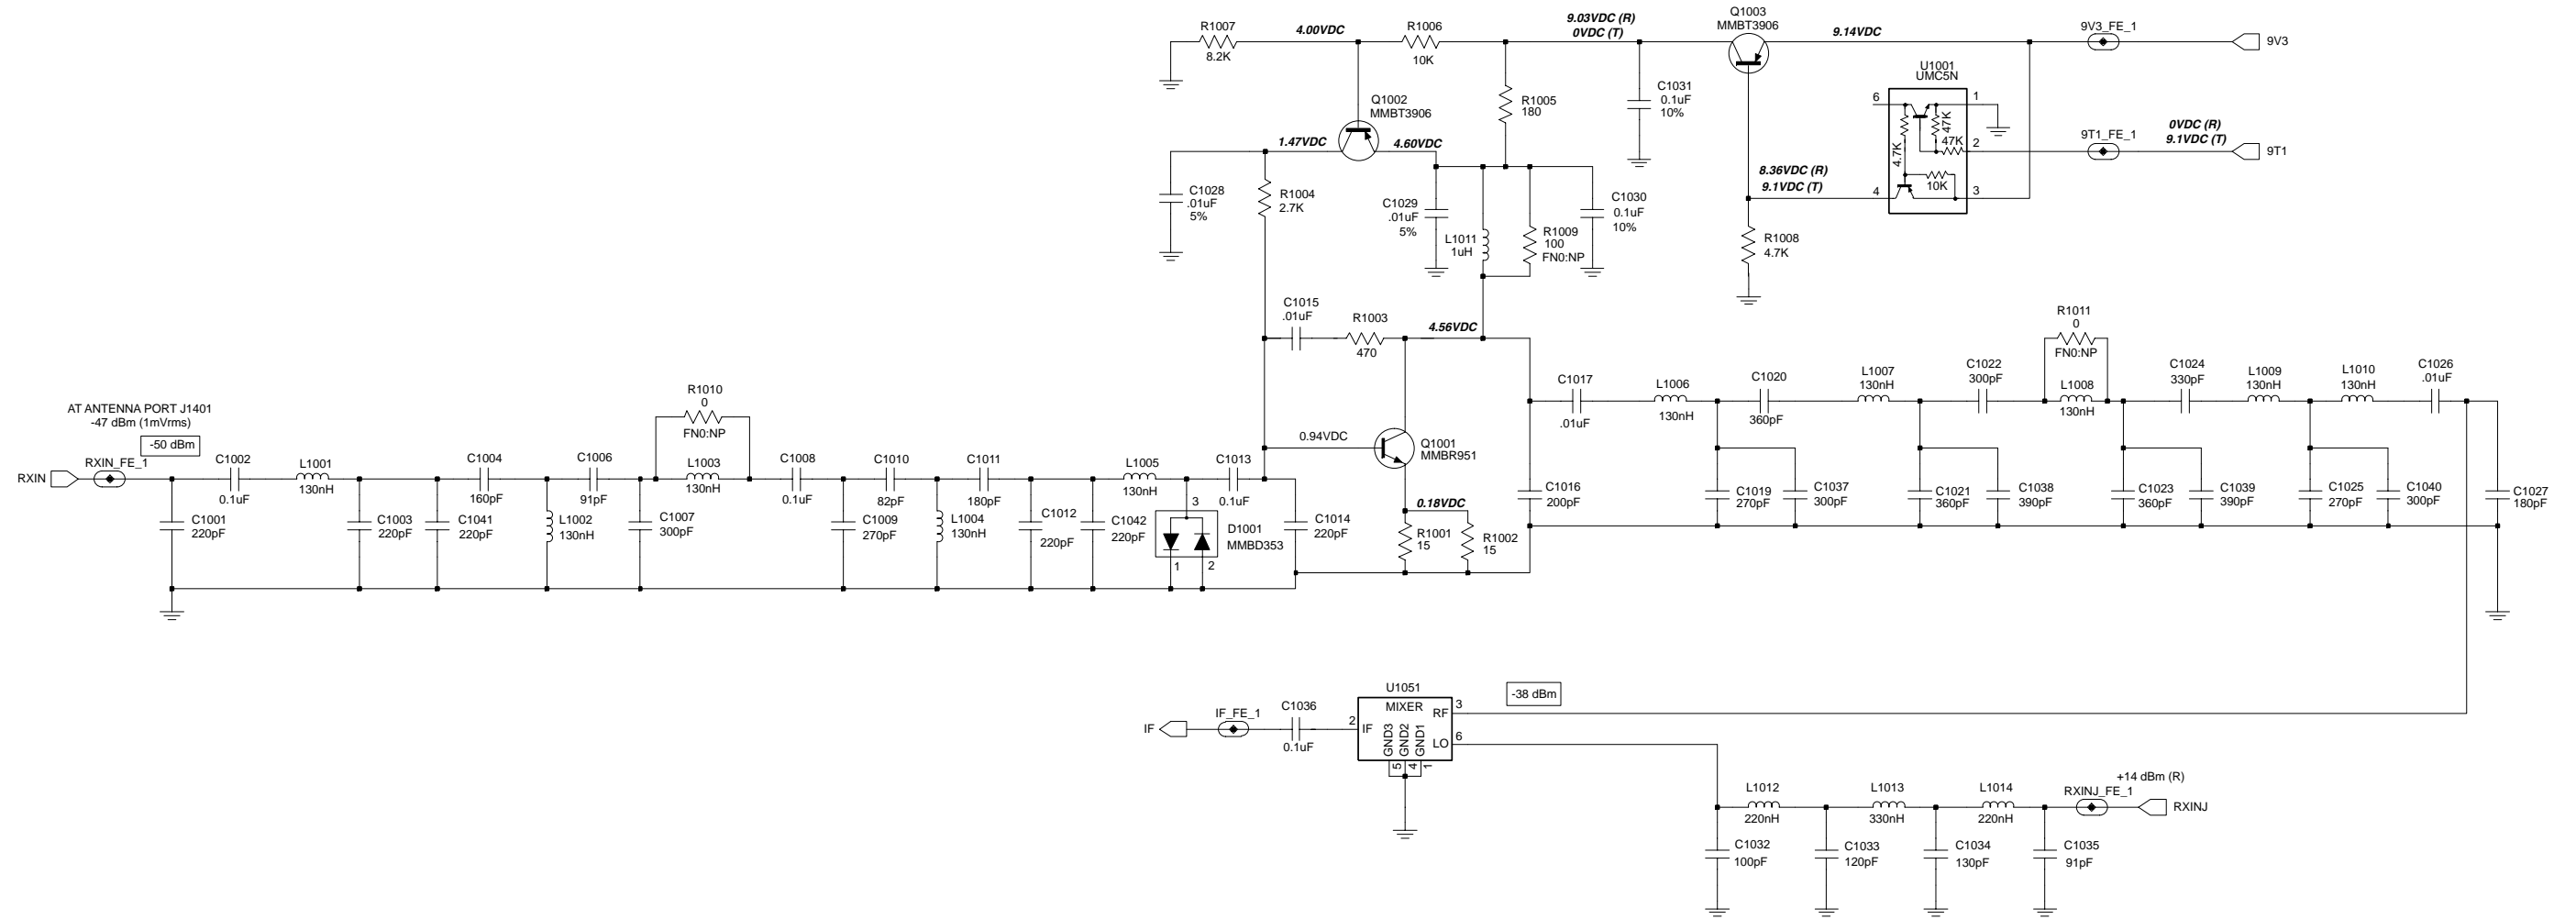 R1007
8.2K
4.00VDC
R1006
10K
9.03VDC (R)
0VDC (T)
Q1003
MMBT3906
9.14VDC
9V3_FE_1
9V3
Q1002
MMBT3906
R1005
180
C1031
0.1uF
10%
U1001
UMC5N
6
1
47K
47K
2
4.7K
10K
4
3
9T1_FE_1
0VDC (R)
9.1VDC (T)
9T1
1.47VDC
4.60VDC
8.36VDC (R)
9.1VDC (T)
C1028
.01uF
5%
R1004
2.7K
C1029
.01uF
5%
L1011
1uH
R1009
100
FN0:NP
C1030
0.1uF
10%
R1008
4.7K
C1015
.01uF
R1003
470
4.56VDC
R1011
0
FN0:NP
AT ANTENNA PORT J1401
-47 dBm (1mVrms)
-50 dBm
RXIN
RXIN_FE_1
C1001
220pF
C1002
0.1uF
L1001
130nH
C1003
220pF
C1041
220pF
C1004
160pF
L1002
130nH
C1006
91pF
C1007
300pF
R1010
0
FN0:NP
L1003
130nH
C1008
0.1uF
C1009
270pF
C1010
82pF
L1004
130nH
C1011
180pF
C1012
220pF
C1042
220pF
L1005
130nH
3
D1001
MMBD353
1
2
C1013
0.1uF
C1014
220pF
0.94VDC
Q1001
MMBR951
0.18VDC
R1001
15
R1002
15
C1016
200pF
C1017
.01uF
L1006
130nH
C1019
270pF
C1037
300pF
C1020
360pF
L1007
130nH
C1021
360pF
C1038
390pF
C1022
300pF
L1008
130nH
C1023
360pF
C1039
390pF
C1024
330pF
L1009
130nH
C1025
270pF
C1040
300pF
L1010
130nH
C1026
.01uF
C1027
180pF
IF
IF_FE_1
C1036
0.1uF
U1051
MIXER
2
IF
RF
3
LO
6
GND3
GND2
GND1
5
4
1
-38 dBm
L1012
220nH
L1013
330nH
L1014
220nH
+14 dBm (R)
RXINJ_FE_1
RXINJ
C1032
100pF
C1033
120pF
C1034
130pF
C1035
91pF